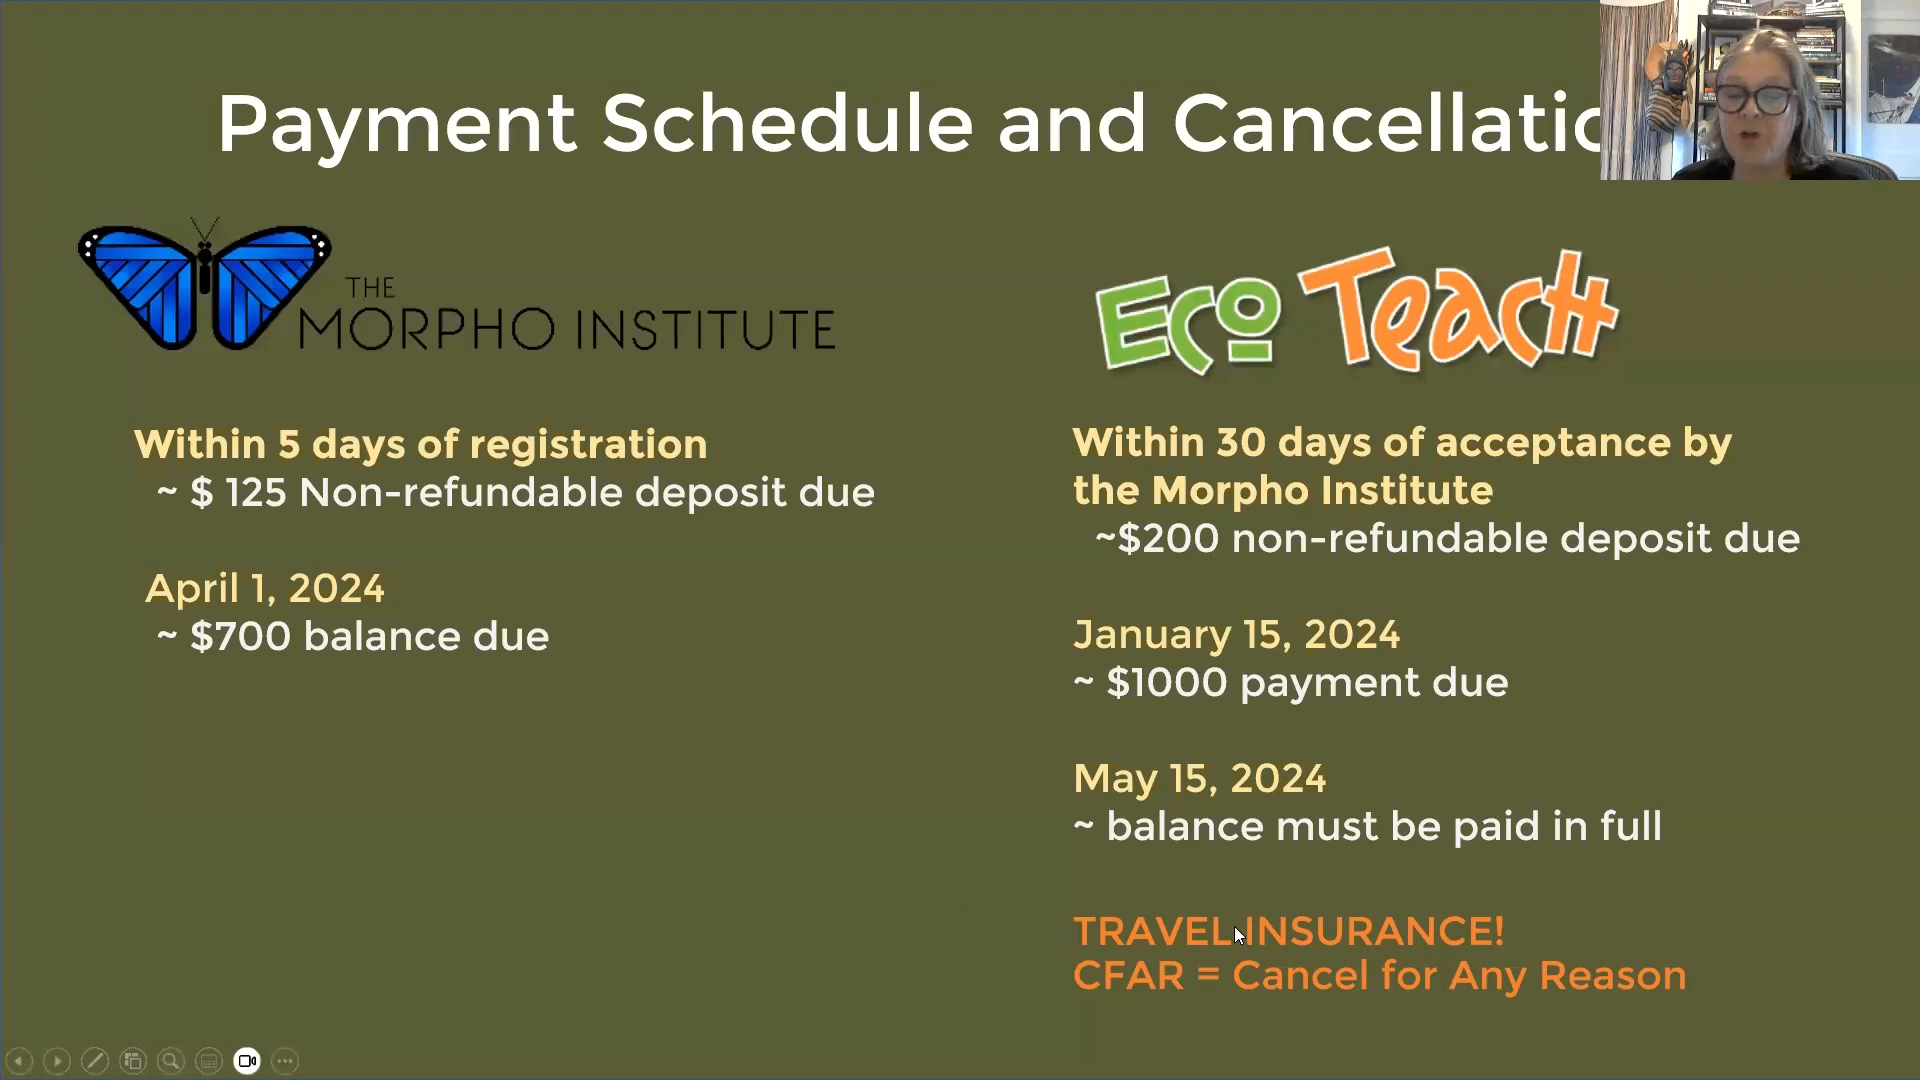 Payment Schedule and Cancellatio
THE
MORPHO INSTITUTE
Within 5 days of registration
~ $ 125 Non-refundable deposit due
April 1, 2024
~ $700 balance due
Eco Teach
Within 30 days of acceptance by
the Morpho Institute
~$200 non-refundable deposit due
January 15, 2024
~ $1000 payment due
May 15, 2024
~ balance must be paid in full
TRAVEL INSURANCE!
CFAR = Cancel for Any Reason